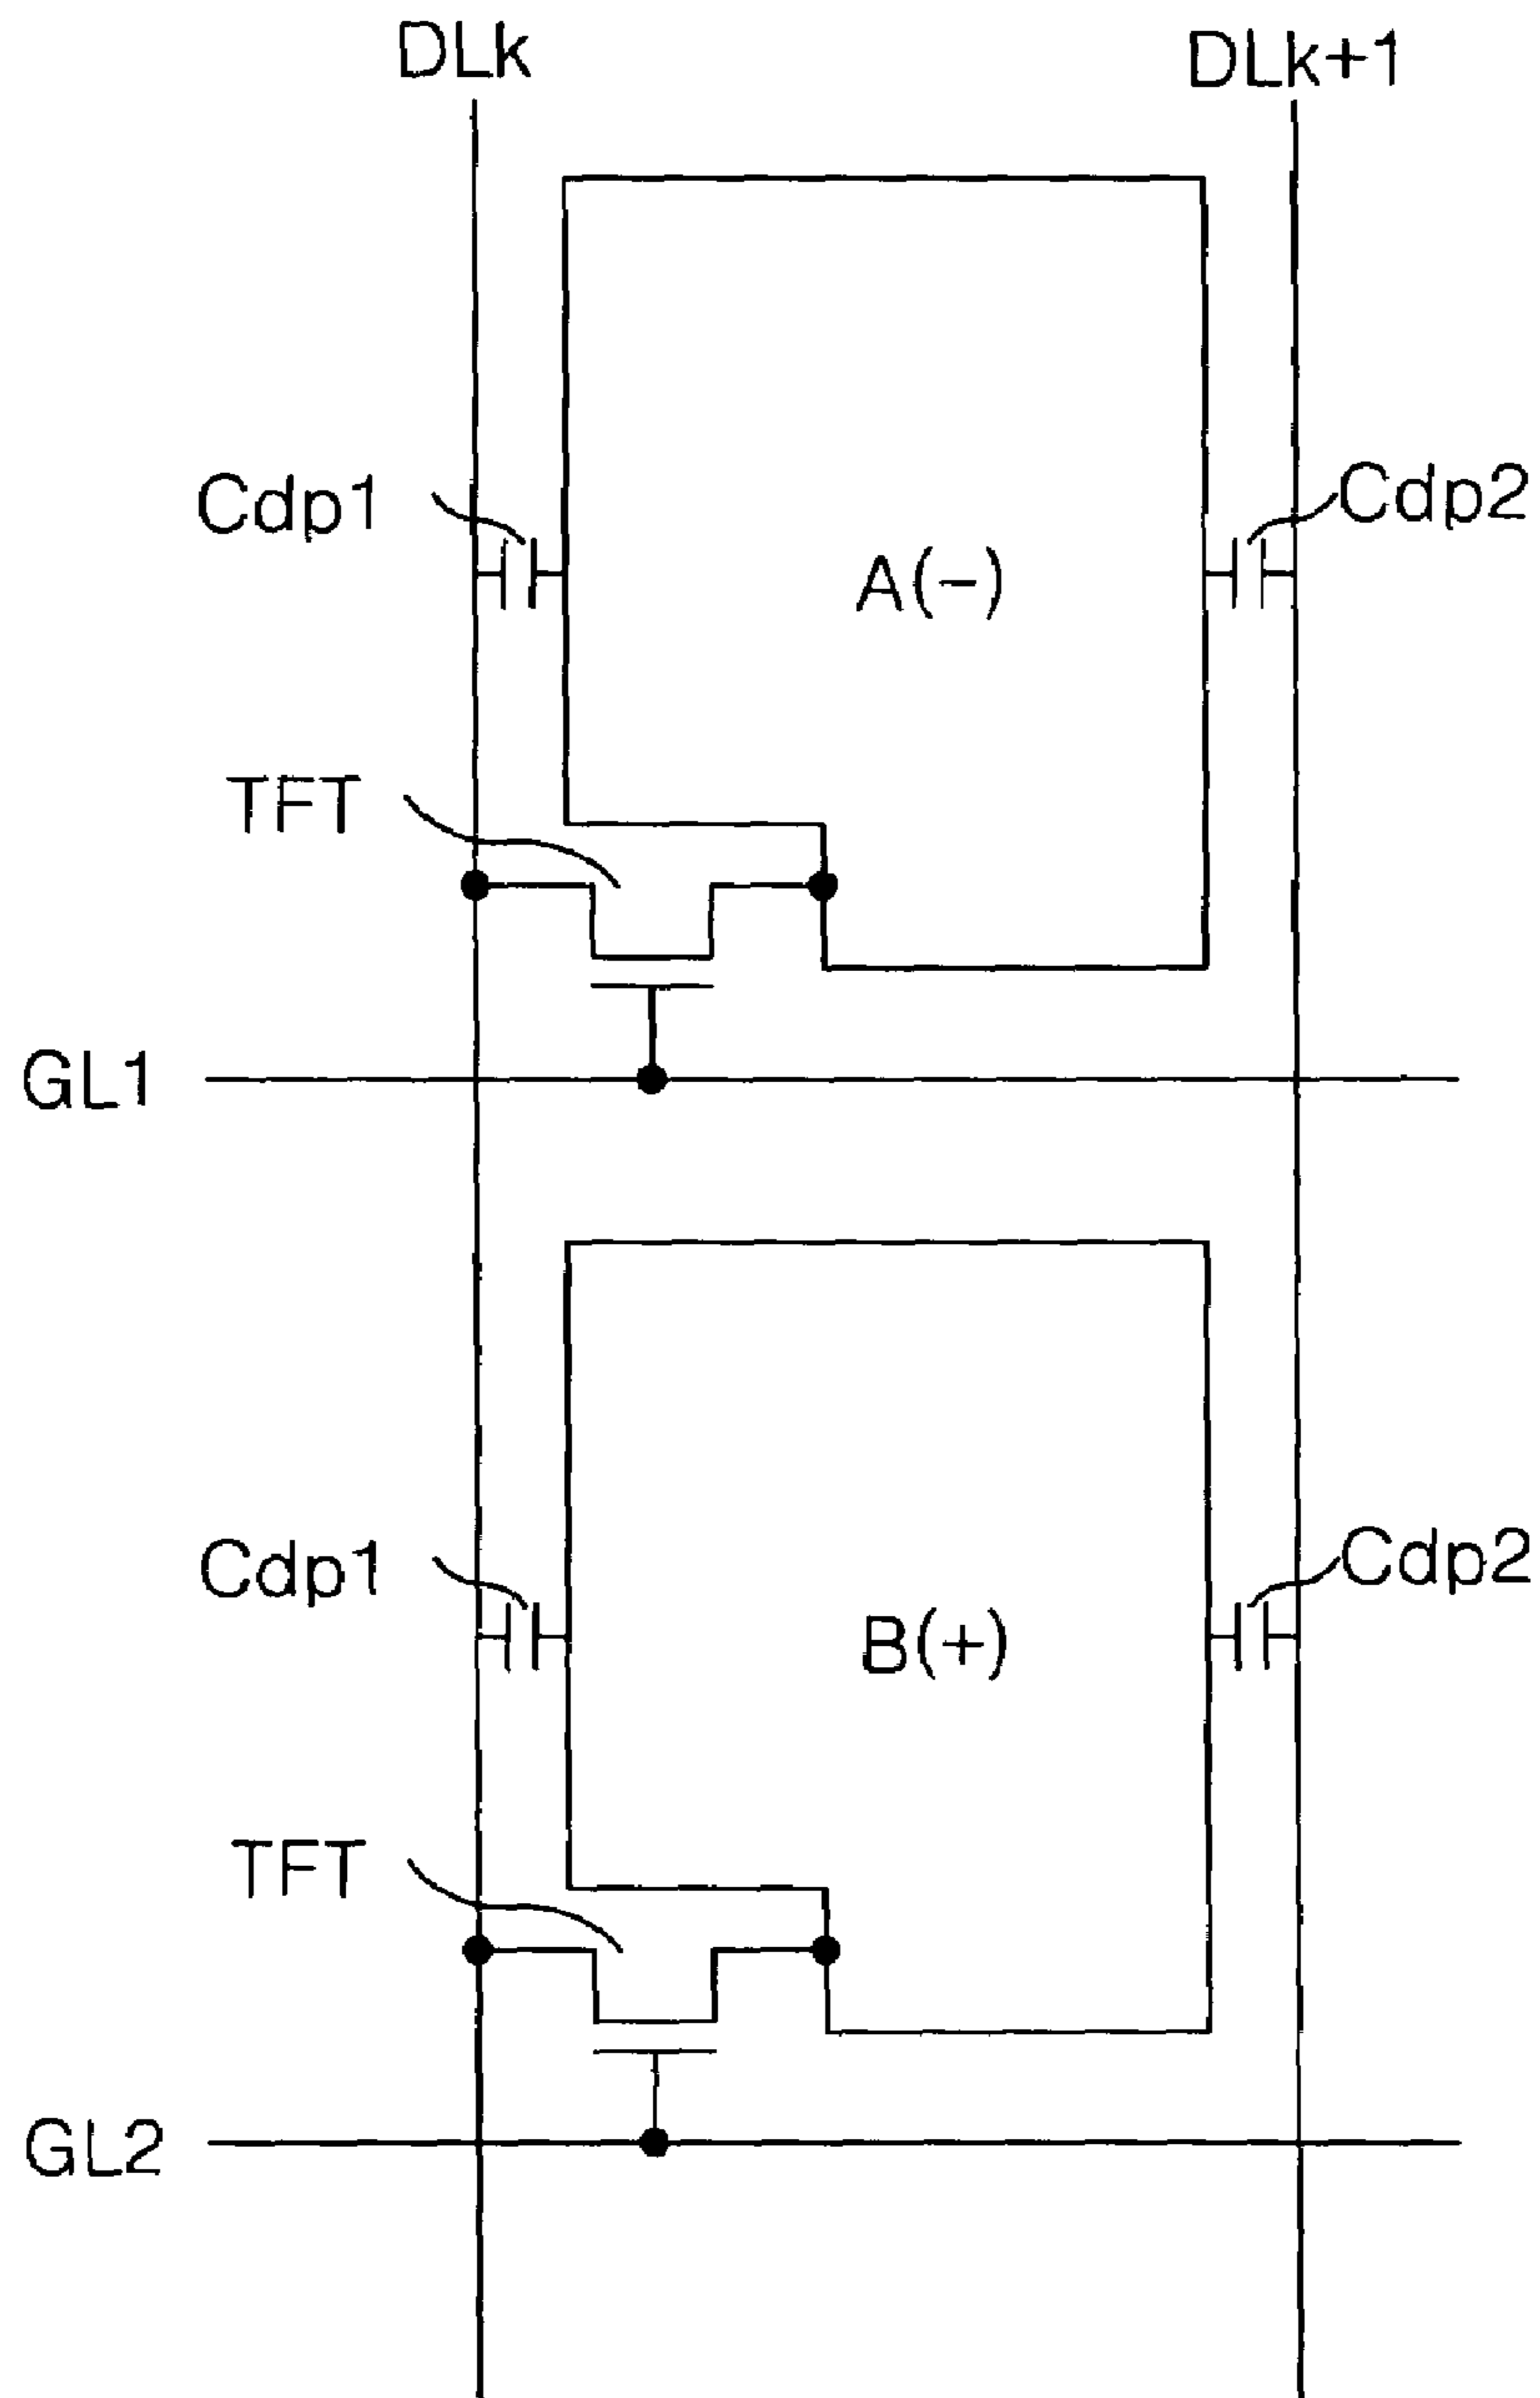 DLk
DLk+1
Cdp1
Cdp2
A(-)
TFT
GL1
Cdp1
Cdp2
B(+)
TFT
GL2